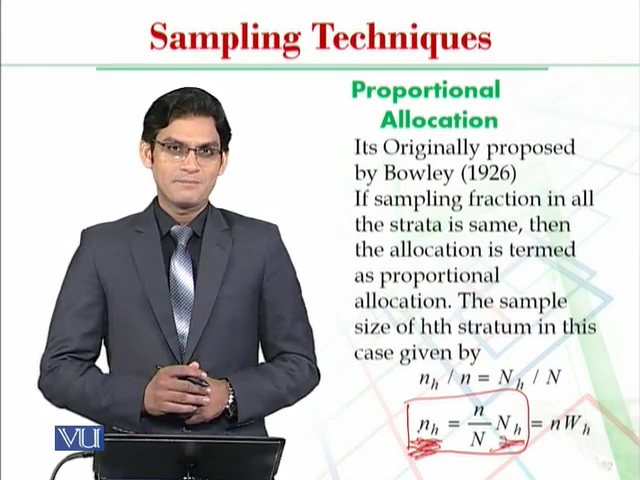 Sampling Techniques
Proportional
Allocation
Its Originally proposed
by Bowley (1926)
If sampling fraction in all
the strata is same, then
the allocation is termed
as proportional
allocation. The sample
size of hth stratum in this
case given by
n_h / n = N_h / N
n_h = n/N N_h = nW_h
VU